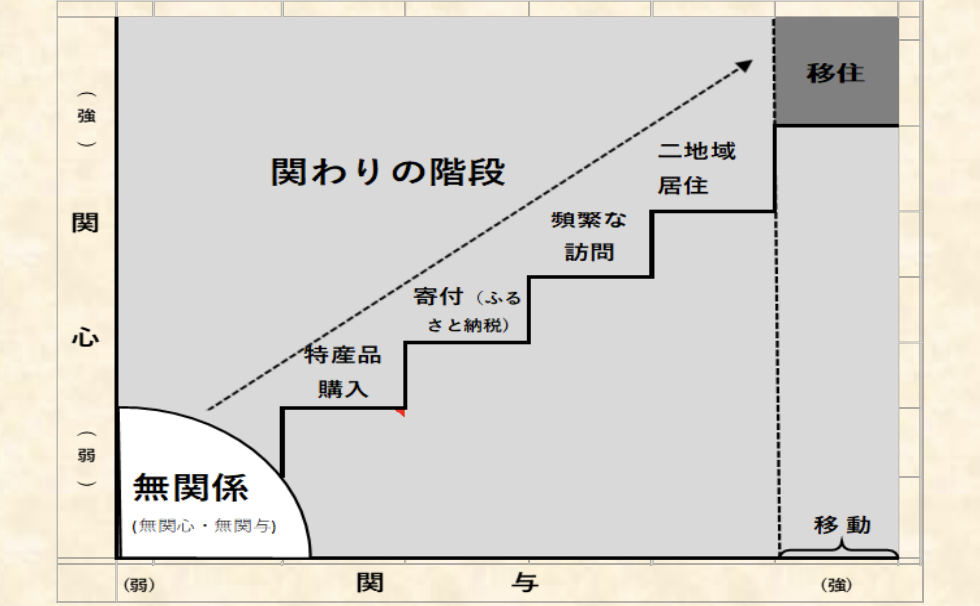 移住
（強）
二地域
居住
関わりの階段
頻繁な
訪問
関
寄付（ふる
さと納税）
心
特産品
購入
（弱）
無関係
(無関心・無関与)
移動
（弱）
関　与
（強）